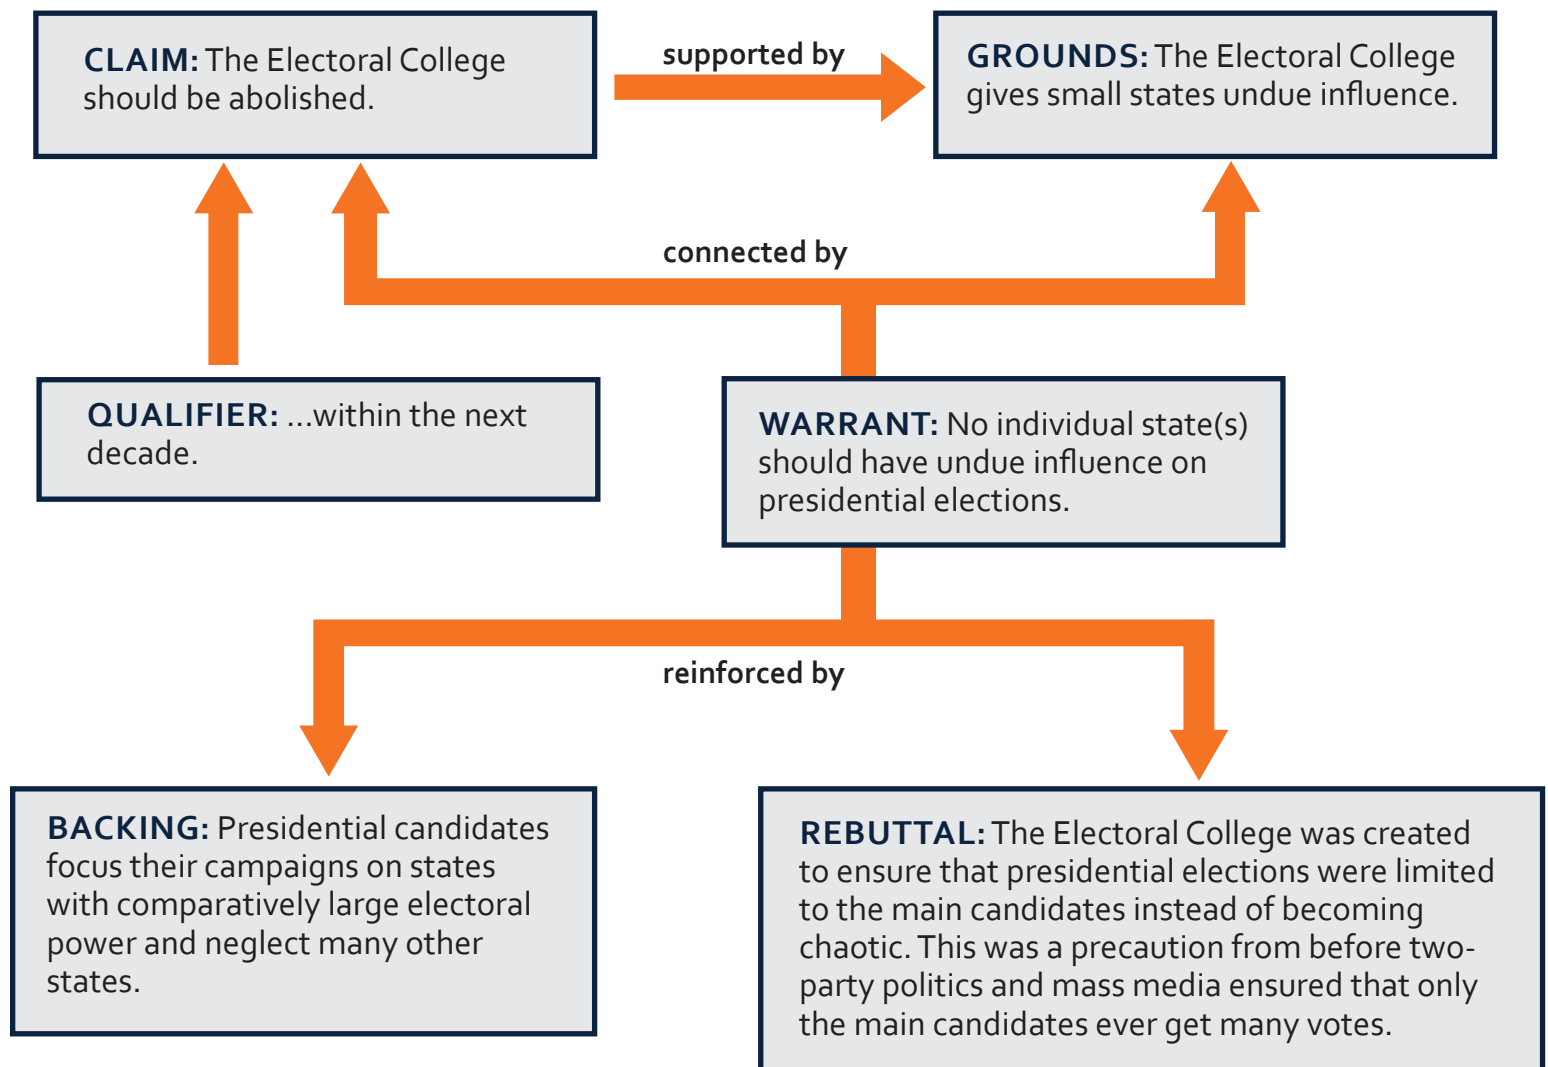 CLAIM: The Electoral College
should be abolished.
supported by
GROUNDS: The Electoral College
gives small states undue influence.
connected by
QUALIFIER: ...within the next
decade.
WARRANT: No individual state(s)
should have undue influence on
presidential elections.
reinforced by
BACKING: Presidential candidates
focus their campaigns on states
with comparatively large electoral
power and neglect many other
states.
REBUTTAL: The Electoral College was created
to ensure that presidential elections were limited
to the main candidates instead of becoming
chaotic. This was a precaution from before two-
party politics and mass media ensured that only
the main candidates ever get many votes.